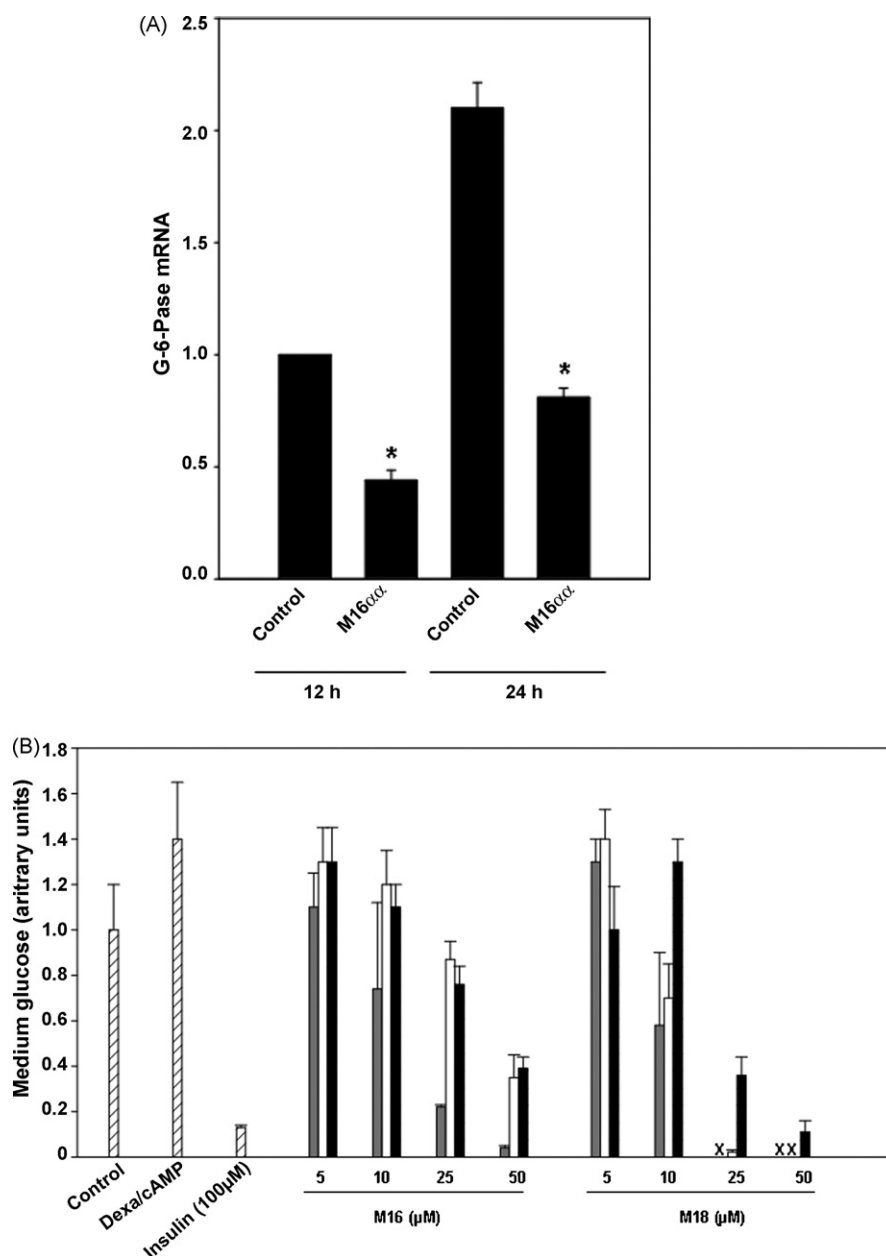 (A)
2.5
2.0
1.5
1.0
0.5
0.0
G-6-Pase mRNA
*
*
Control
M16αα
Control
M16αα
12 h
24 h
(B)
1.8
1.6
1.4
1.2
1.0
0.8
0.6
0.4
0.2
0
Medium glucose (aritrary units)
X
X X
Control
Dexa/cAMP
Insulin (100µM)
5 10 25 50
5 10 25 50
M16 (µM)
M18 (µM)